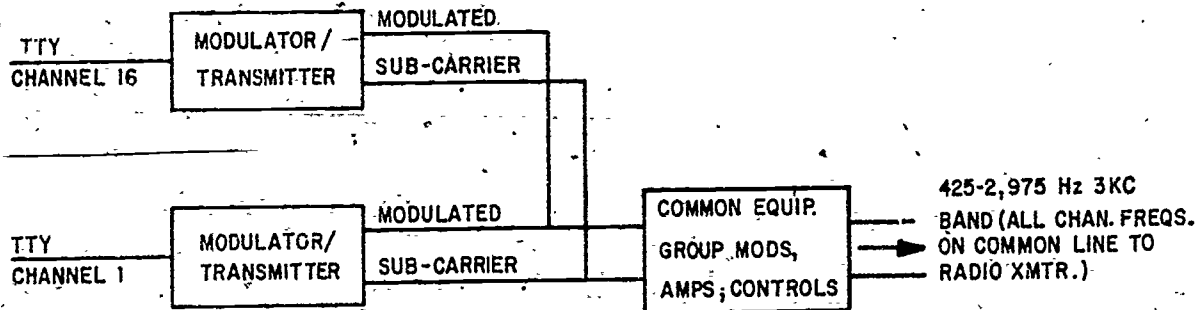 TTY
CHANNEL 16
MODULATOR/
TRANSMITTER
MODULATED
SUB-CARRIER
TTY
CHANNEL 1
MODULATOR/
TRANSMITTER
MODULATED
SUB-CARRIER
COMMON EQUIP.
GROUP MODS,
AMPS; CONTROLS
425-2,975 Hz 3KC
BAND (ALL CHAN. FREQS.
ON COMMON LINE TO
RADIO XMTR.)